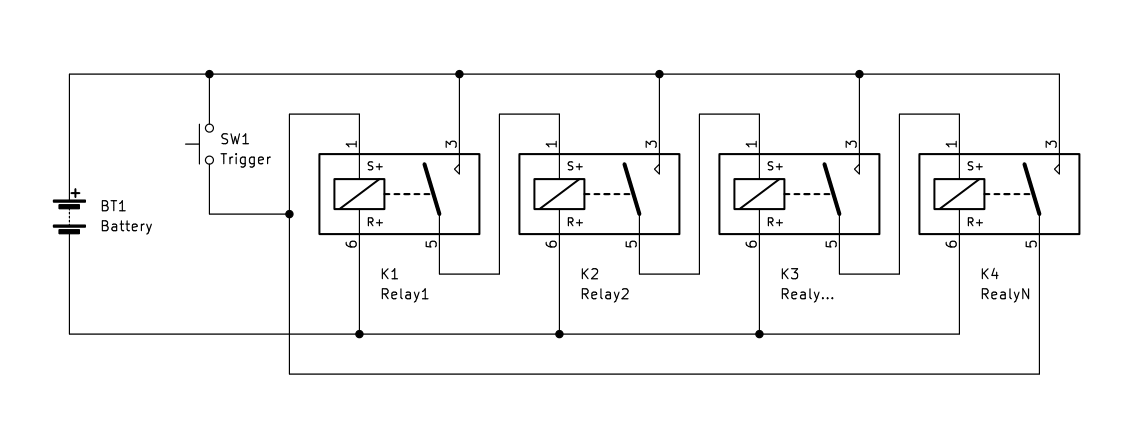 SW1
Trigger
+
BT1
Battery
1
3
S+
R+
6
5
K1
Relay1
1
3
S+
R+
6
5
K2
Relay2
1
3
S+
R+
6
5
K3
Realy...
1
3
S+
R+
6
5
K4
RealyN